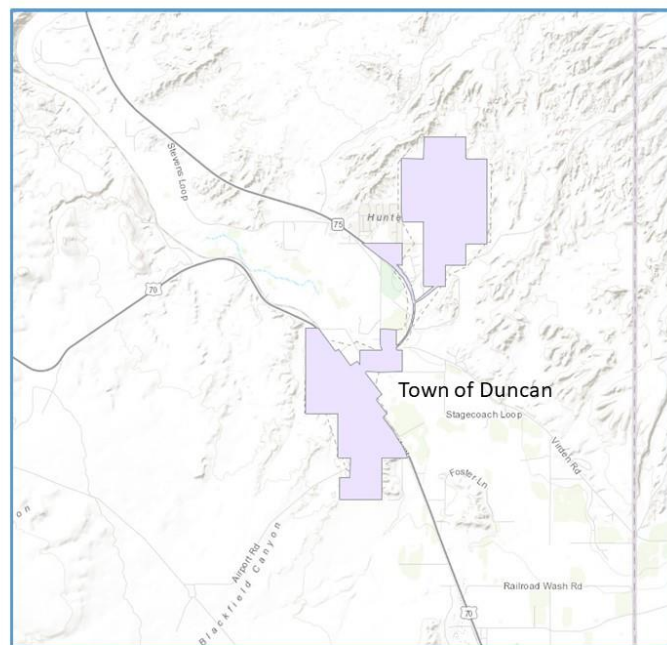 Stevens Loop
75
Hunte
70
Town of Duncan
Stagecoach Loop
Virden Rd
Foster Ln
on
Airport Rd
Blackfield Canyon
Railroad Wash Rd
70